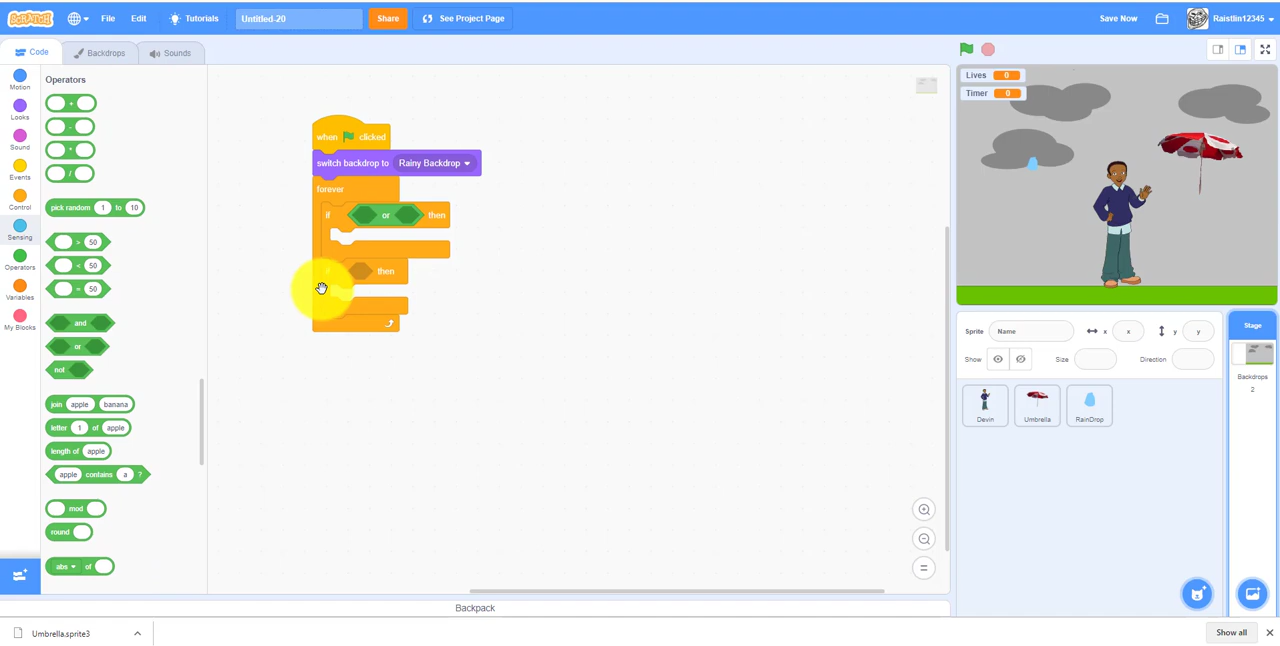 SCRATCH File Edit Tutorials Untitled-20 Share See Project Page Save Now Raistlin12345
Code Backdrops Sounds
Motion
Looks
Sound
Events
Control
Sensing
Operators
Variables
My Blocks
Operators
+
-
*
/
pick random 1 to 10
> 50
< 50
= 50
and
or
not
join apple banana
letter 1 of apple
length of apple
apple contains a ?
mod
round
abs of
when clicked
switch backdrop to Rainy Backdrop
forever
if or then
then
Backpack
Lives 0
Timer 0
Sprite Name x x y y
Show Size Direction
Devin Umbrella RainDrop
Stage
Backdrops
2
Umbrella.sprite3
Show all